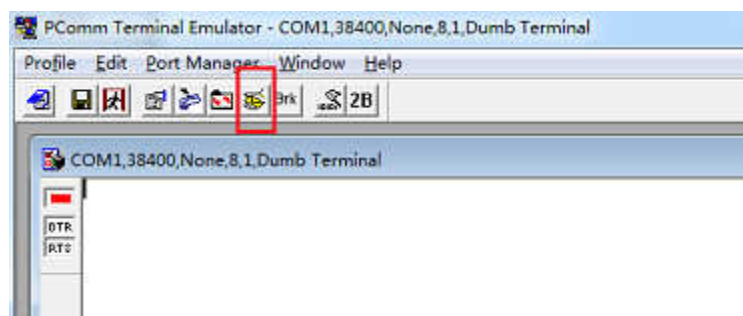 PComm Terminal Emulator - COM1,38400,None,8,1,Dumb Terminal
Profile Edit Port Manager Window Help
Brk 2B
COM1,38400,None,8,1,Dumb Terminal
DTR
RTS